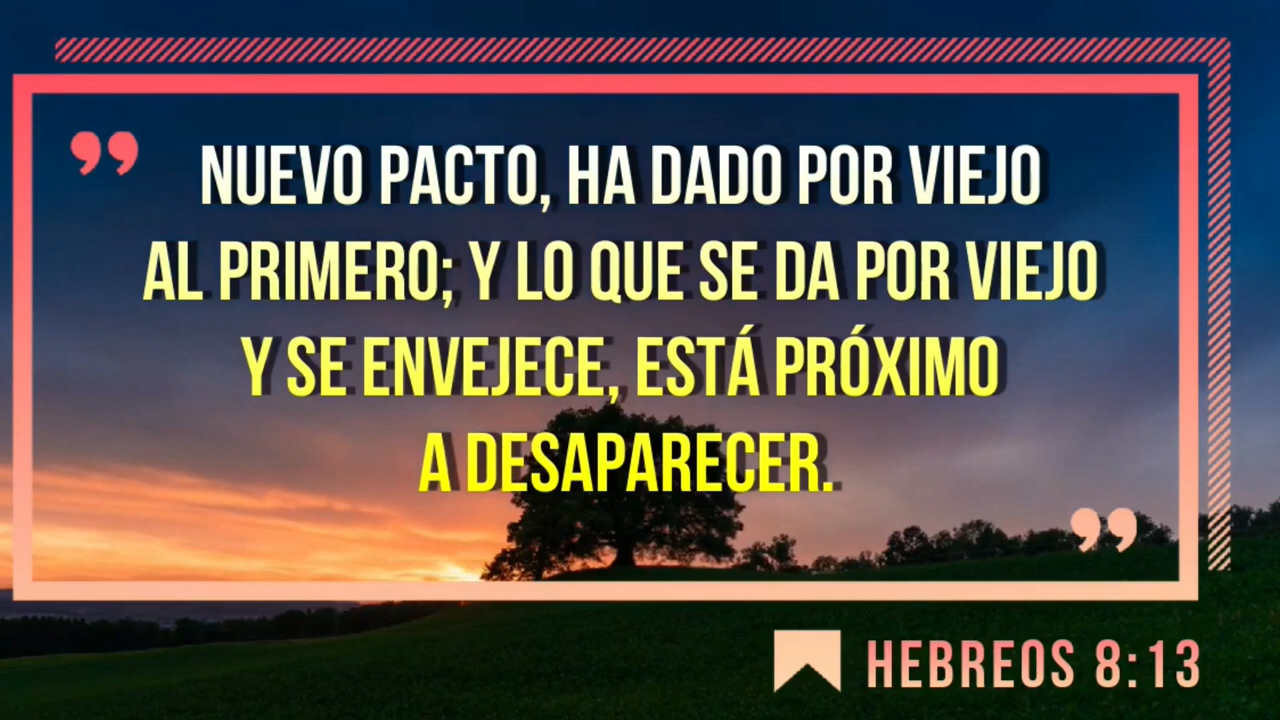 NUEVO PACTO, HA DADO POR VIEJO
AL PRIMERO; Y LO QUE SE DA POR VIEJO
Y SE ENVEJECE, ESTÁ PRÓXIMO
A DESAPARECER.
HEBREOS 8:13